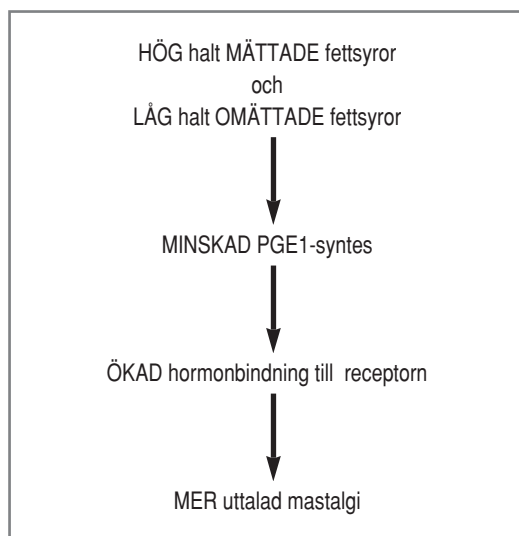 HÖG halt MÄTTADE fettsyror
och
LÅG halt OMÄTTADE fettsyror
MINSKAD PGE1-syntes
ÖKAD hormonbindning till receptorn
MER uttalad mastalgi